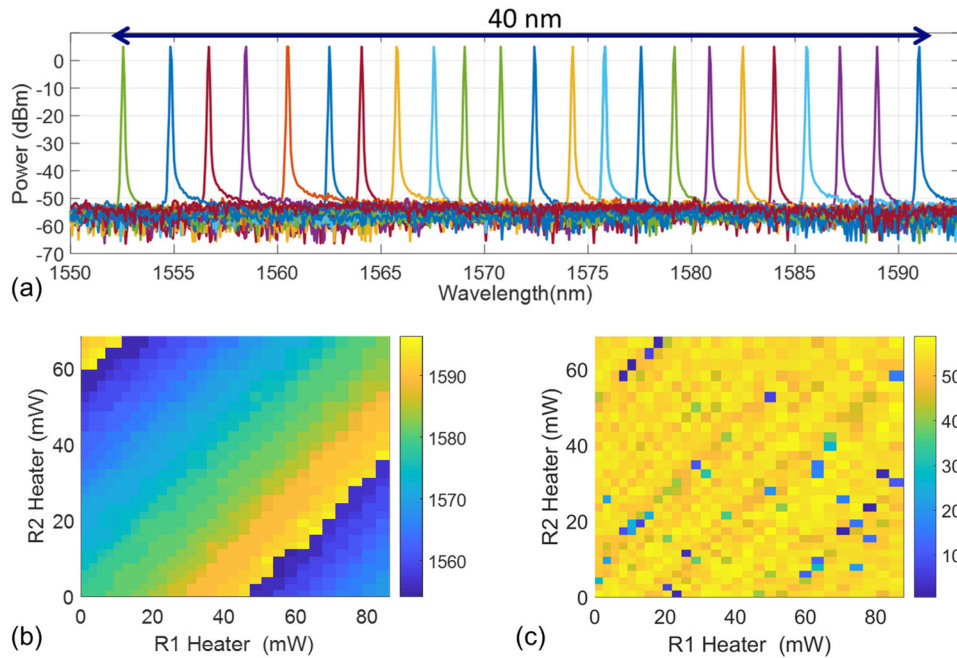 40 nm
0
-10
-20
-30
-40
-50
-60
-70
Power (dBm)
1550 1555 1560 1565 1570 1575 1580 1585 1590
Wavelength(nm)
(a)
60
40
20
0
R2 Heater (mW)
0 20 40 60 80
R1 Heater (mW)
1590
1580
1570
1560
(b)
60
40
20
0
R2 Heater (mW)
0 20 40 60 80
R1 Heater (mW)
50
40
30
20
10
(c)